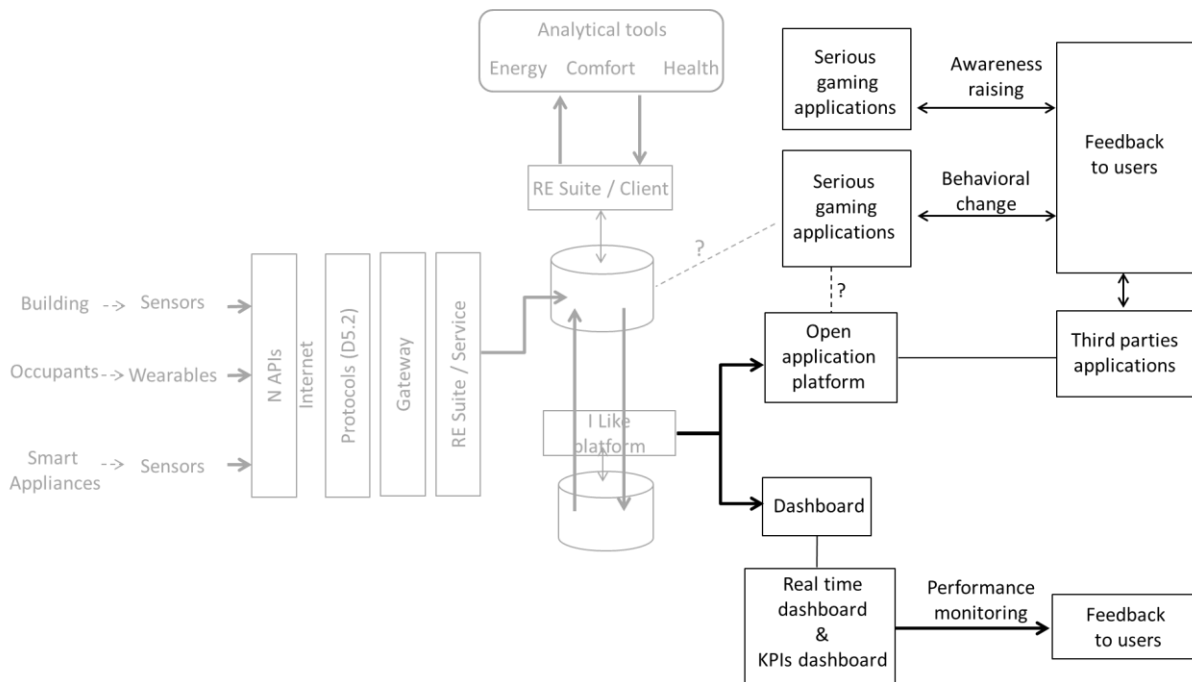 Analytical tools
Energy Comfort Health
RE Suite / Client
Building
Sensors
Occupants
Wearables
Smart
Appliances
Sensors
N APIs
Internet
Protocols (D5.2)
Gateway
RE Suite / Service
I Like
platform
?
Serious
gaming
applications
Awareness
raising
Feedback
to users
Serious
gaming
applications
Behavioral
change
?
Open
application
platform
Third parties
applications
Dashboard
Real time
dashboard
&
KPIs dashboard
Performance
monitoring
Feedback
to users